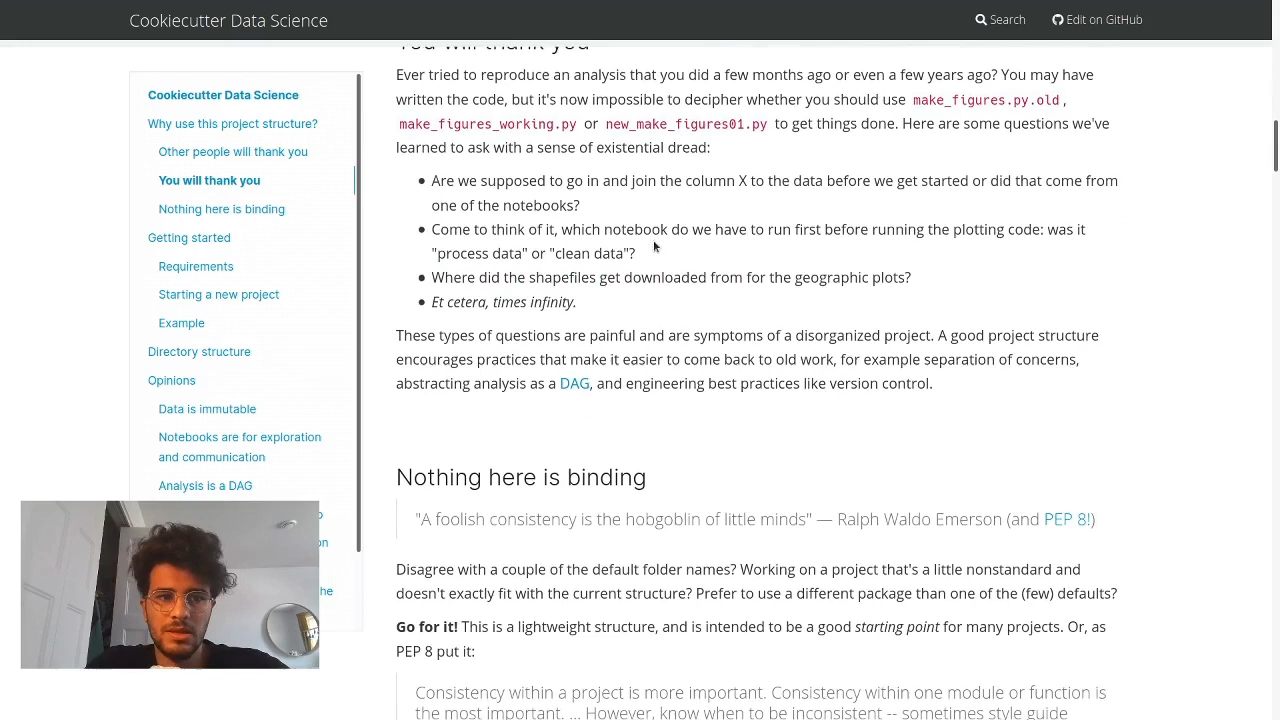 Cookiecutter Data Science
Search
Edit on GitHub
Cookiecutter Data Science
Why use this project structure?
Other people will thank you
You will thank you
Nothing here is binding
Getting started
Requirements
Starting a new project
Example
Directory structure
Opinions
Data is immutable
Notebooks are for exploration
and communication
Analysis is a DAG
You will thank you
Ever tried to reproduce an analysis that you did a few months ago or even a few years ago? You may have
written the code, but it's now impossible to decipher whether you should use make_figures.py.old ,
make_figures_working.py or new_make_figures01.py to get things done. Here are some questions we've
learned to ask with a sense of existential dread:
• Are we supposed to go in and join the column X to the data before we get started or did that come from
one of the notebooks?
• Come to think of it, which notebook do we have to run first before running the plotting code: was it
"process data" or "clean data"?
• Where did the shapefiles get downloaded from for the geographic plots?
• Et cetera, times infinity.
These types of questions are painful and are symptoms of a disorganized project. A good project structure
encourages practices that make it easier to come back to old work, for example separation of concerns,
abstracting analysis as a DAG, and engineering best practices like version control.
Nothing here is binding
"A foolish consistency is the hobgoblin of little minds" — Ralph Waldo Emerson (and PEP 8!)
Disagree with a couple of the default folder names? Working on a project that's a little nonstandard and
doesn't exactly fit with the current structure? Prefer to use a different package than one of the (few) defaults?
Go for it! This is a lightweight structure, and is intended to be a good starting point for many projects. Or, as
PEP 8 put it:
Consistency within a project is more important. Consistency within one module or function is
the most important. ... However, know when to be inconsistent -- sometimes style guide